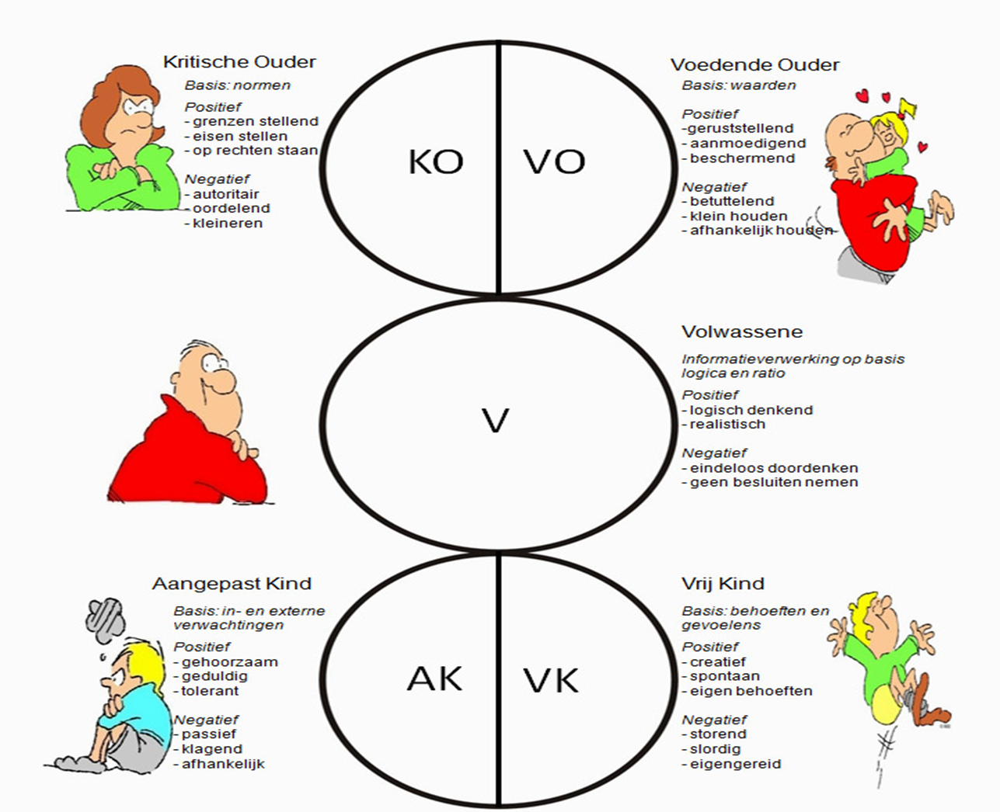 Kritische Ouder
Basis: normen
Positief
- grenzen stellend
- eisen stellen
- op rechten staan
Negatief
- autoritair
- oordelend
- kleineren
KO
VO
Voedende Ouder
Basis: waarden
Positief
-geruststellend
- aanmoedigend
- beschermend
Negatief
- betuttelend
- klein houden
- afhankelijk houden
V
Volwassene
Informatieverwerking op basis
logica en ratio
Positief
- logisch denkend
- realistisch
Negatief
- eindeloos doordenken
- geen besluiten nemen
Aangepast Kind
Basis: in- en externe
verwachtingen
Positief
- gehoorzaam
- geduldig
- tolerant
Negatief
- passief
- klagend
- afhankelijk
AK
VK
Vrij Kind
Basis: behoeften en
gevoelens
Positief
- creatief
- spontaan
- eigen behoeften
Negatief
- storend
- slordig
- eigengereid